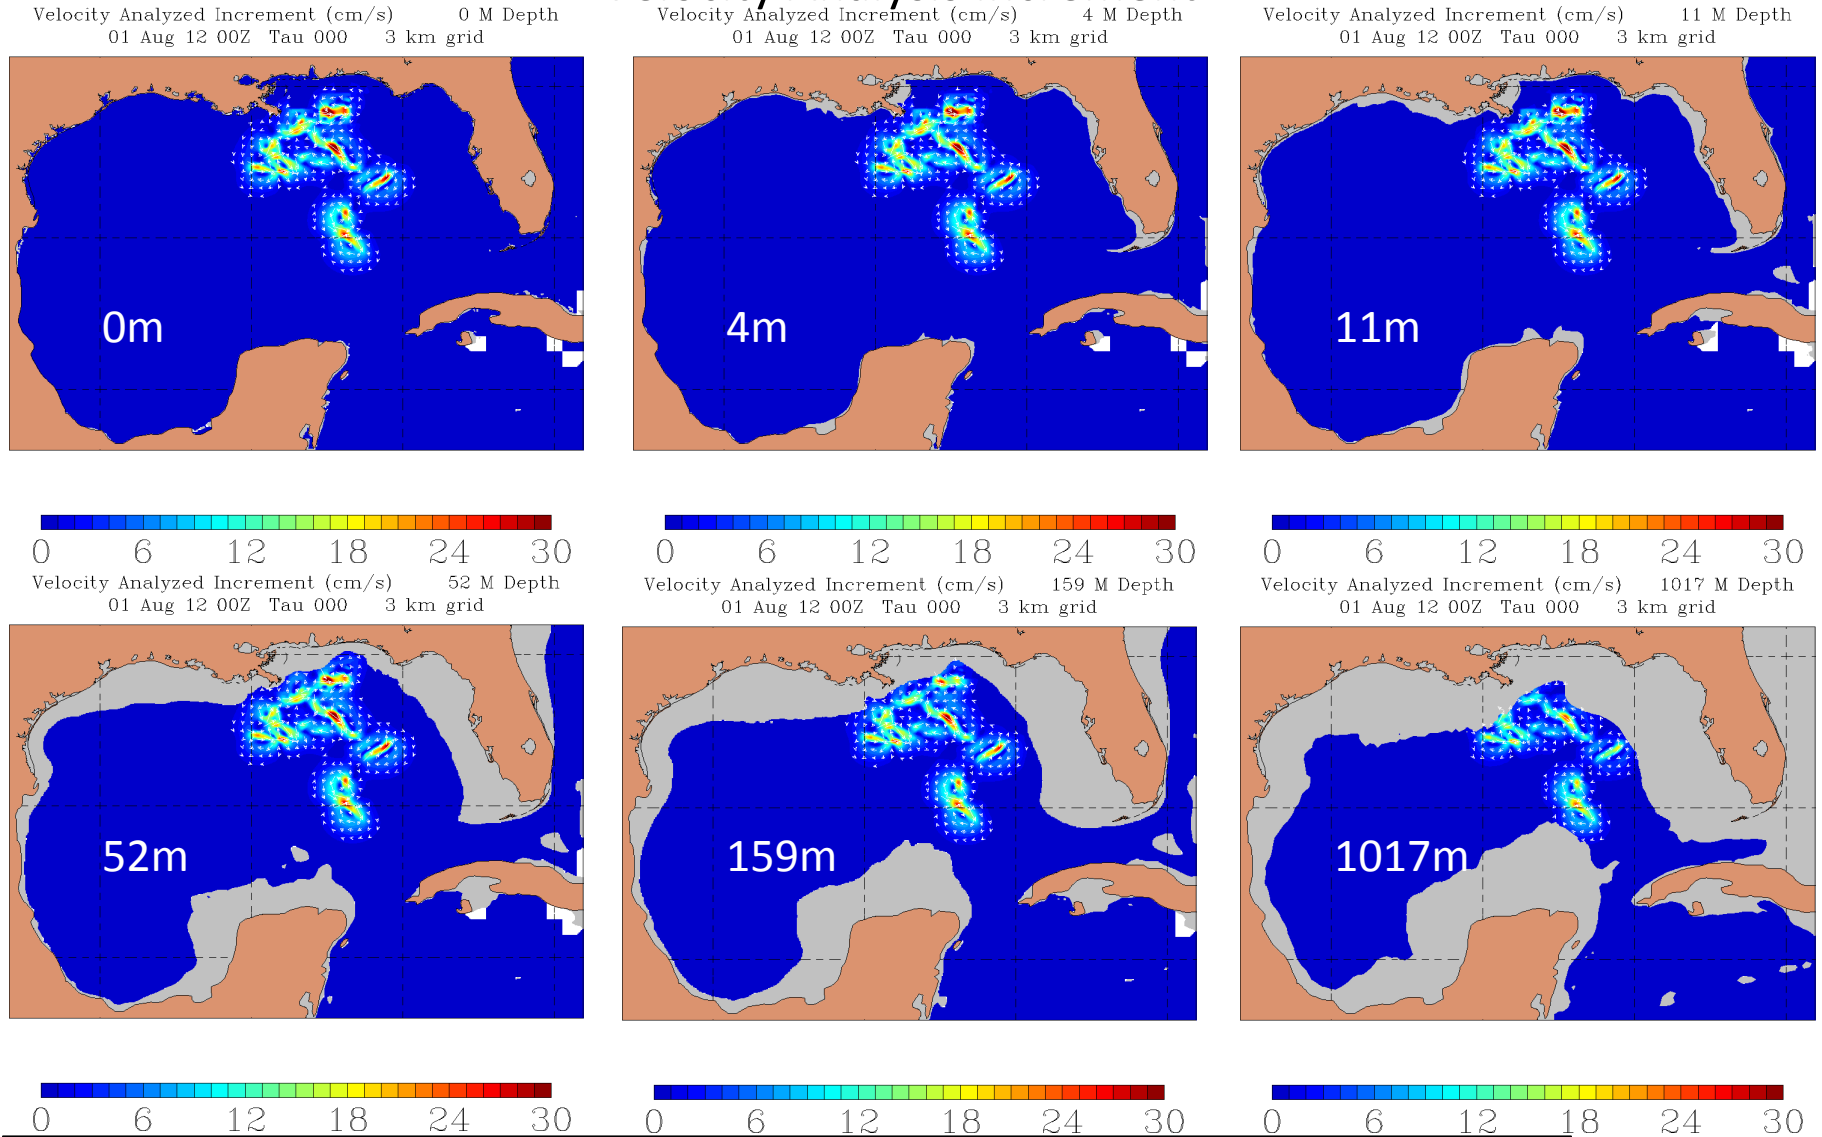 Velocity Analyzed Increment (cm/s) 0 M Depth
01 Aug 12 00Z Tau 000 3 km grid
0m
0 6 12 18 24 30
Velocity Analyzed Increment (cm/s) 4 M Depth
01 Aug 12 00Z Tau 000 3 km grid
4m
0 6 12 18 24 30
Velocity Analyzed Increment (cm/s) 11 M Depth
01 Aug 12 00Z Tau 000 3 km grid
11m
0 6 12 18 24 30
Velocity Analyzed Increment (cm/s) 52 M Depth
01 Aug 12 00Z Tau 000 3 km grid
52m
0 6 12 18 24 30
Velocity Analyzed Increment (cm/s) 159 M Depth
01 Aug 12 00Z Tau 000 3 km grid
159m
0 6 12 18 24 30
Velocity Analyzed Increment (cm/s) 1017 M Depth
01 Aug 12 00Z Tau 000 3 km grid
1017m
0 6 12 18 24 30